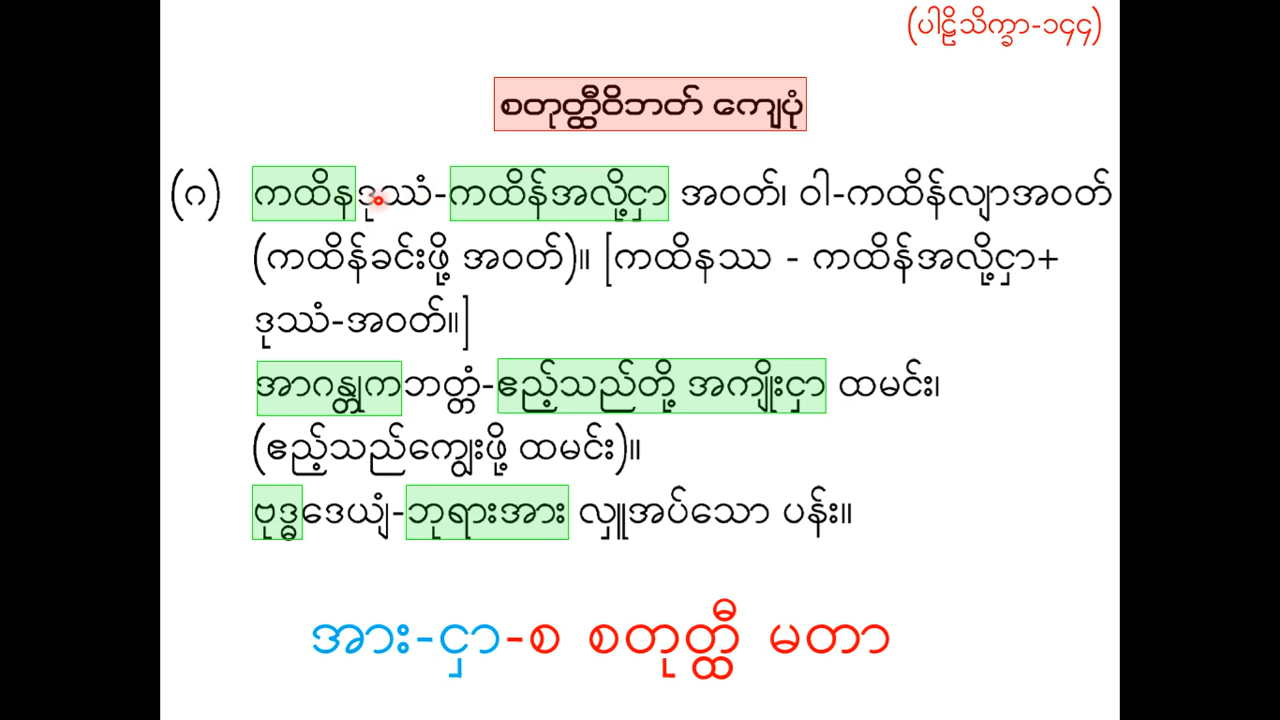 (ပါဠိသိက္ခာ-၁၄၄)
စတုတ္ထီဝိဘတ် ကျေပုံ
(ဂ) ကထိနဒုဿံ-ကထိန်အလို့ငှာ အဝတ်၊ ဝါ-ကထိန်လျာအဝတ်
(ကထိန်ခင်းဖို့ အဝတ်)။ [ကထိနဿ - ကထိန်အလို့ငှာ+
ဒုဿံ-အဝတ်။]
အာဂန္တုကဘတ္တံ-ဧည့်သည်တို့ အကျိုးငှာ ထမင်း၊
(ဧည့်သည်ကျွေးဖို့ ထမင်း)။
ဗုဒ္ဓဒေယျံ-ဘုရားအား လှူအပ်သော ပန်း။
အား-ငှာ-စ စတုတ္ထီ မတာ